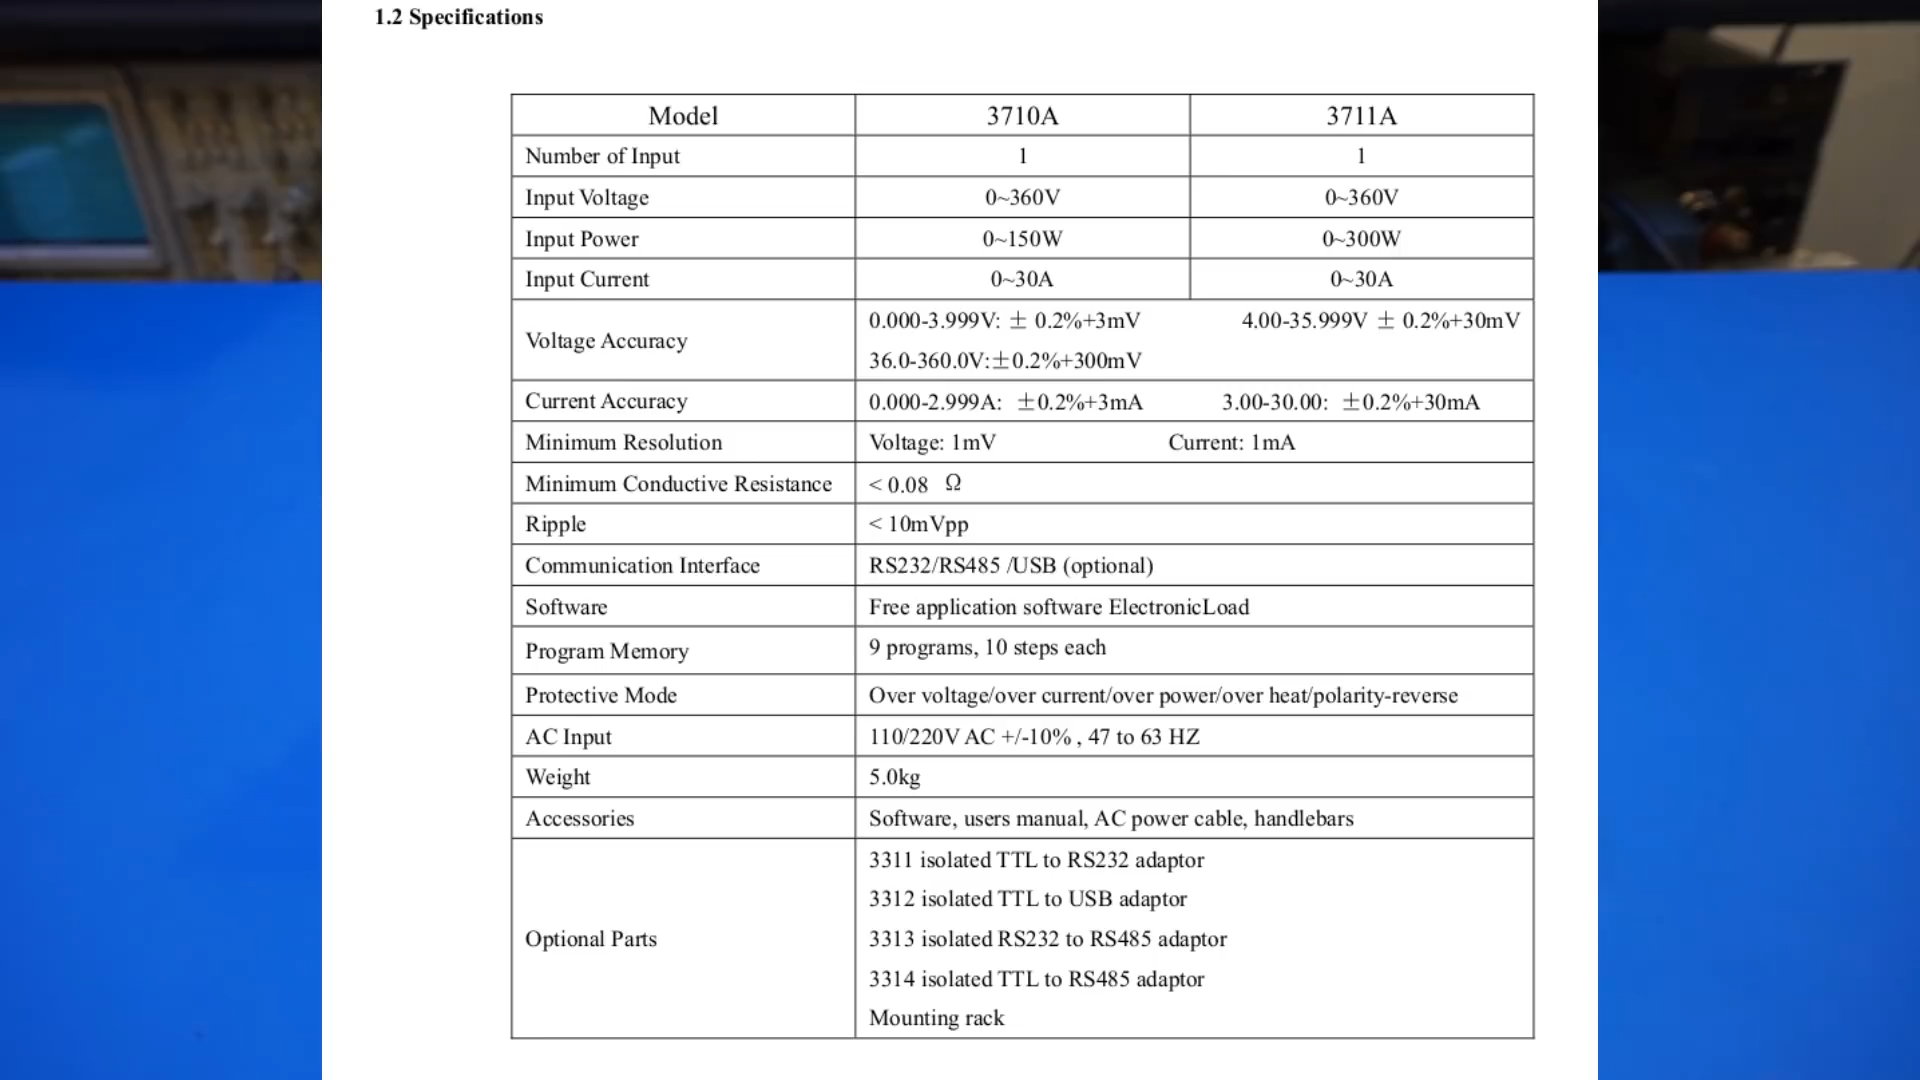 1.2 Specifications
Model 3710A 3711A
Number of Input 1 1
Input Voltage 0~360V 0~360V
Input Power 0~150W 0~300W
Input Current 0~30A 0~30A
Voltage Accuracy 0.000-3.999V: ± 0.2%+3mV 4.00-35.999V ± 0.2%+30mV
36.0-360.0V:±0.2%+300mV
Current Accuracy 0.000-2.999A: ±0.2%+3mA 3.00-30.00: ±0.2%+30mA
Minimum Resolution Voltage: 1mV Current: 1mA
Minimum Conductive Resistance < 0.08 Ω
Ripple < 10mVpp
Communication Interface RS232/RS485 /USB (optional)
Software Free application software ElectronicLoad
Program Memory 9 programs, 10 steps each
Protective Mode Over voltage/over current/over power/over heat/polarity-reverse
AC Input 110/220V AC +/-10% , 47 to 63 HZ
Weight 5.0kg
Accessories Software, users manual, AC power cable, handlebars
Optional Parts
3311 isolated TTL to RS232 adaptor
3312 isolated TTL to USB adaptor
3313 isolated RS232 to RS485 adaptor
3314 isolated TTL to RS485 adaptor
Mounting rack